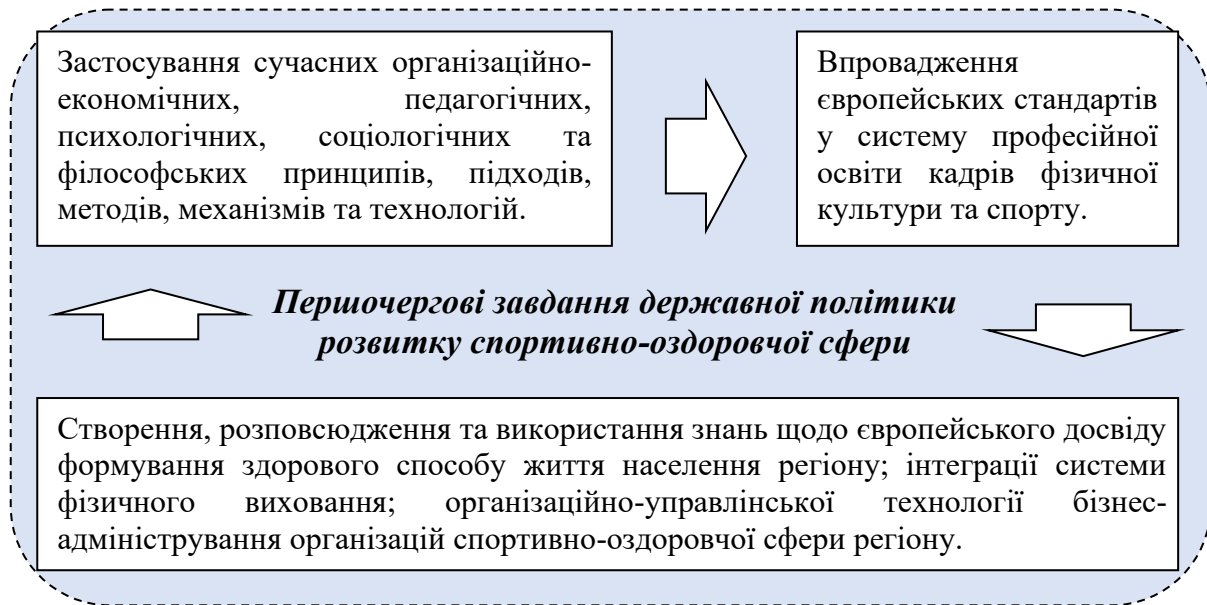 Застосування сучасних організаційно-
економічних, педагогічних,
психологічних, соціологічних та
філософських принципів, підходів,
методів, механізмів та технологій.
Впровадження
європейських стандартів
у систему професійної
освіти кадрів фізичної
культури та спорту.
Першочергові завдання державної політики
розвитку спортивно-оздоровчої сфери
Створення, розповсюдження та використання знань щодо європейського досвіду
формування здорового способу життя населення регіону; інтеграції системи
фізичного виховання; організаційно-управлінської технології бізнес-
адміністрування організацій спортивно-оздоровчої сфери регіону.